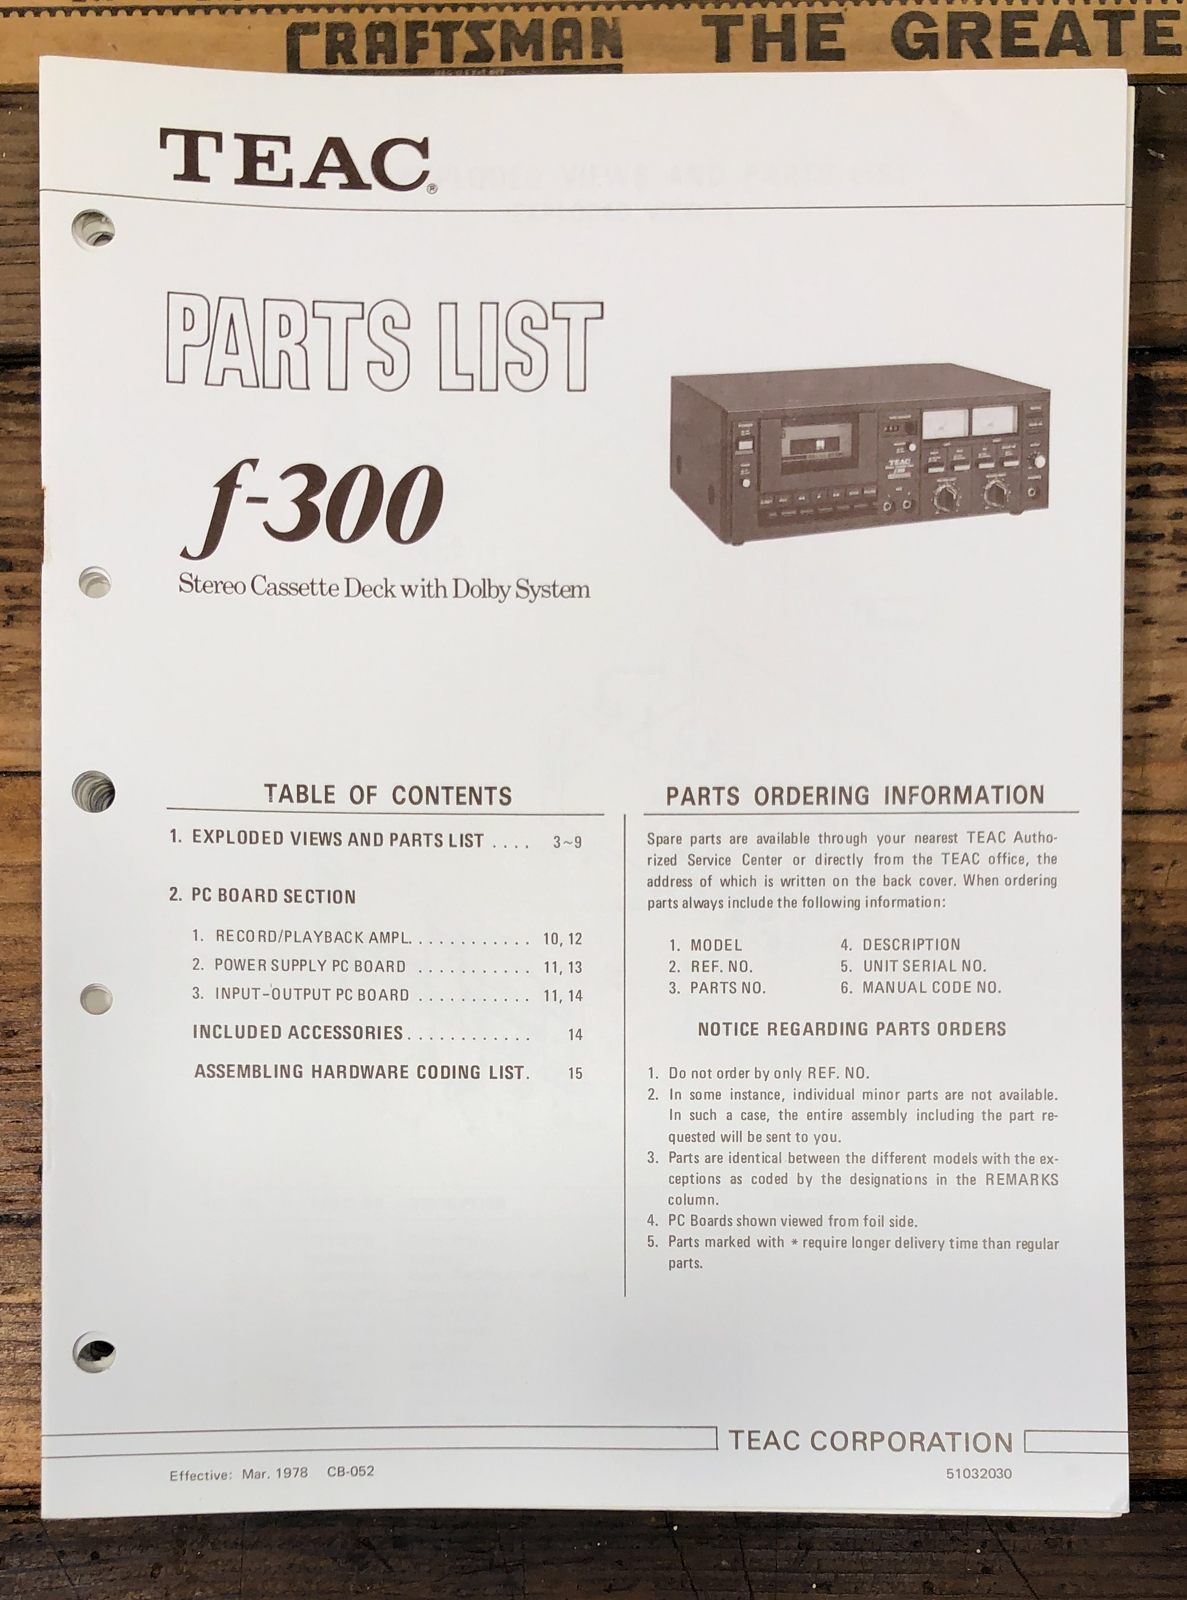 CRAFTSMAN THE GREATE
TEAC®
PARTS LIST
f-300
Stereo Cassette Deck with Dolby System
TEAC
TABLE OF CONTENTS
1. EXPLODED VIEWS AND PARTS LIST .... 3~9
2. PC BOARD SECTION
1. RECORD/PLAYBACK AMPL. ........... 10, 12
2. POWER SUPPLY PC BOARD ........... 11, 13
3. INPUT-OUTPUT PC BOARD ........... 11, 14
INCLUDED ACCESSORIES ............ 14
ASSEMBLING HARDWARE CODING LIST. 15
PARTS ORDERING INFORMATION
Spare parts are available through your nearest TEAC Autho-
rized Service Center or directly from the TEAC office, the
address of which is written on the back cover. When ordering
parts always include the following information:
1. MODEL 4. DESCRIPTION
2. REF. NO. 5. UNIT SERIAL NO.
3. PARTS NO. 6. MANUAL CODE NO.
NOTICE REGARDING PARTS ORDERS
1. Do not order by only REF. NO.
2. In some instance, individual minor parts are not available.
In such a case, the entire assembly including the part re-
quested will be sent to you.
3. Parts are identical between the different models with the ex-
ceptions as coded by the designations in the REMARKS
column.
4. PC Boards shown viewed from foil side.
5. Parts marked with * require longer delivery time than regular
parts.
TEAC CORPORATION
Effective: Mar. 1978 CB-052
51032030